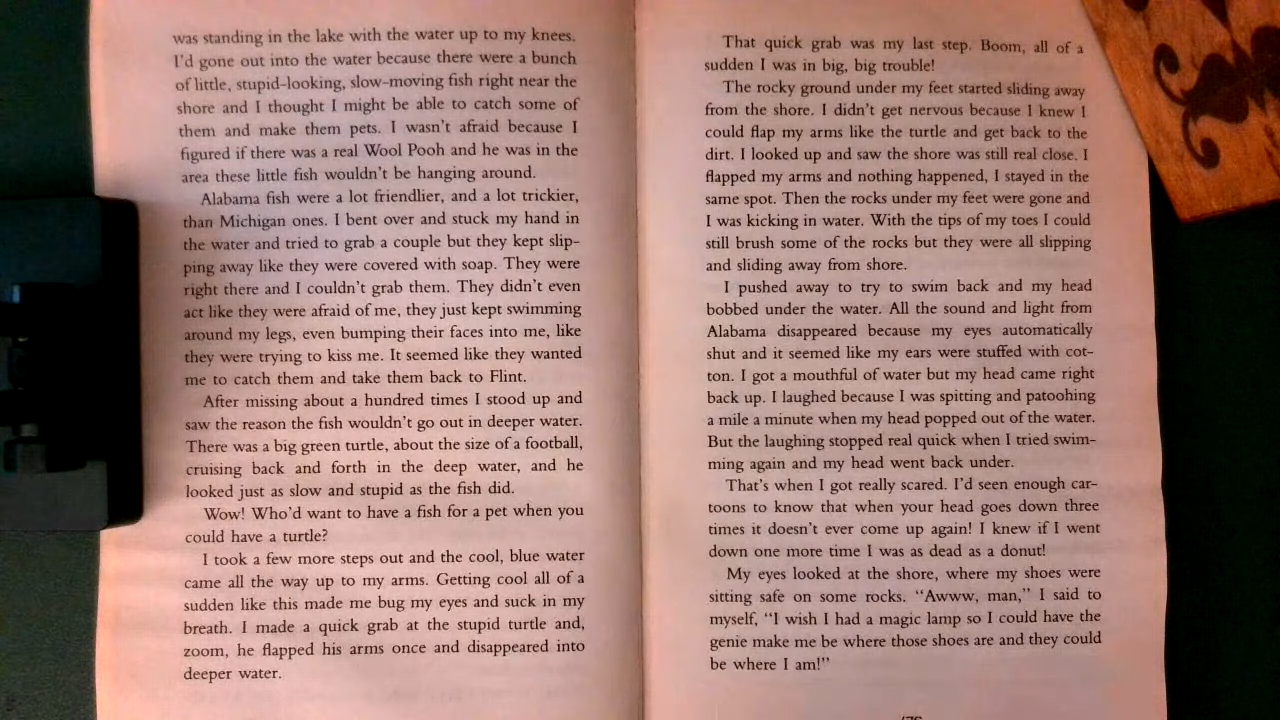 was standing in the lake with the water up to my knees.
I'd gone out into the water because there were a bunch
of little, stupid-looking, slow-moving fish right near the
shore and I thought I might be able to catch some of
them and make them pets. I wasn't afraid because I
figured if there was a real Wool Pooh and he was in the
area these little fish wouldn't be hanging around.
Alabama fish were a lot friendlier, and a lot trickier,
than Michigan ones. I bent over and stuck my hand in
the water and tried to grab a couple but they kept slip-
ping away like they were covered with soap. They were
right there and I couldn't grab them. They didn't even
act like they were afraid of me, they just kept swimming
around my legs, even bumping their faces into me, like
they were trying to kiss me. It seemed like they wanted
me to catch them and take them back to Flint.
After missing about a hundred times I stood up and
saw the reason the fish wouldn't go out in deeper water.
There was a big green turtle, about the size of a football,
cruising back and forth in the deep water, and he
looked just as slow and stupid as the fish did.
Wow! Who'd want to have a fish for a pet when you
could have a turtle?
I took a few more steps out and the cool, blue water
came all the way up to my arms. Getting cool all of a
sudden like this made me bug my eyes and suck in my
breath. I made a quick grab at the stupid turtle and,
zoom, he flapped his arms once and disappeared into
deeper water.
That quick grab was my last step. Boom, all of a
sudden I was in big, big trouble!
The rocky ground under my feet started sliding away
from the shore. I didn't get nervous because I knew I
could flap my arms like the turtle and get back to the
dirt. I looked up and saw the shore was still real close. I
flapped my arms and nothing happened, I stayed in the
same spot. Then the rocks under my feet were gone and
I was kicking in water. With the tips of my toes I could
still brush some of the rocks but they were all slipping
and sliding away from shore.
I pushed away to try to swim back and my head
bobbed under the water. All the sound and light from
Alabama disappeared because my eyes automatically
shut and it seemed like my ears were stuffed with cot-
ton. I got a mouthful of water but my head came right
back up. I laughed because I was spitting and patoohing
a mile a minute when my head popped out of the water.
But the laughing stopped real quick when I tried swim-
ming again and my head went back under.
That's when I got really scared. I'd seen enough car-
toons to know that when your head goes down three
times it doesn't ever come up again! I knew if I went
down one more time I was as dead as a donut!
My eyes looked at the shore, where my shoes were
sitting safe on some rocks. "Awww, man," I said to
myself, "I wish I had a magic lamp so I could have the
genie make me be where those shoes are and they could
be where I am!"